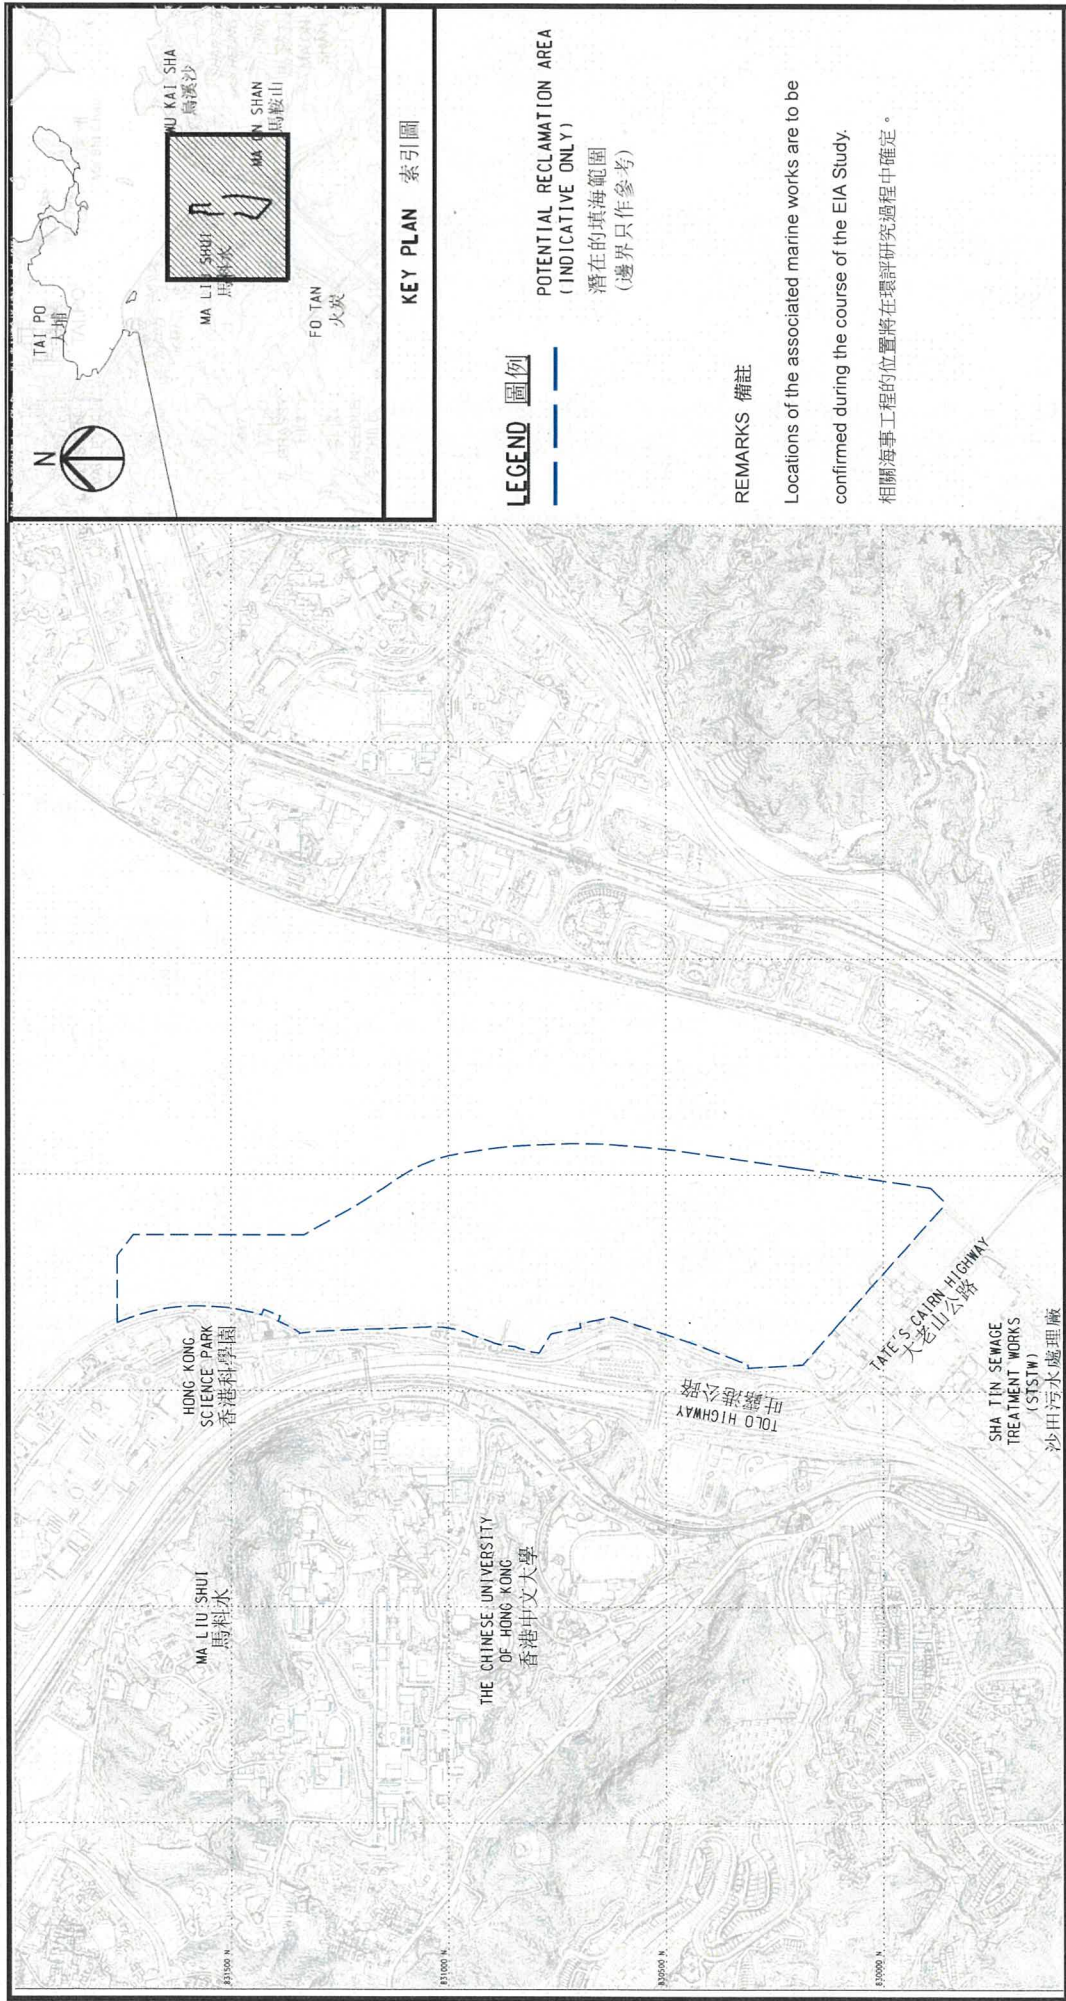 N
TAI PO
大埔
WU KAI SHA
烏溪沙
MA LIU SHUI
馬料水
MA ON SHAN
馬鞍山
FO TAN
火炭
KEY PLAN 索引圖
LEGEND 圖例
POTENTIAL RECLAMATION AREA
(INDICATIVE ONLY)
潛在的填海範圍
(邊界只作參考)
REMARKS 備註
Locations of the associated marine works are to be
confirmed during the course of the EIA Study.
相關海事工程的位置將在環評研究過程中確定。
HONG KONG
SCIENCE PARK
香港科學園
MA LIU SHUI
馬料水
THE CHINESE UNIVERSITY
OF HONG KONG
香港中文大學
TOLO HIGHWAY
吐露港公路
TATE'S CAIRN HIGHWAY
大老山公路
SHA TIN SEWAGE
TREATMENT WORKS
(STSTW)
沙田污水處理廠
831500 N
831000 N
830500 N
830000 N